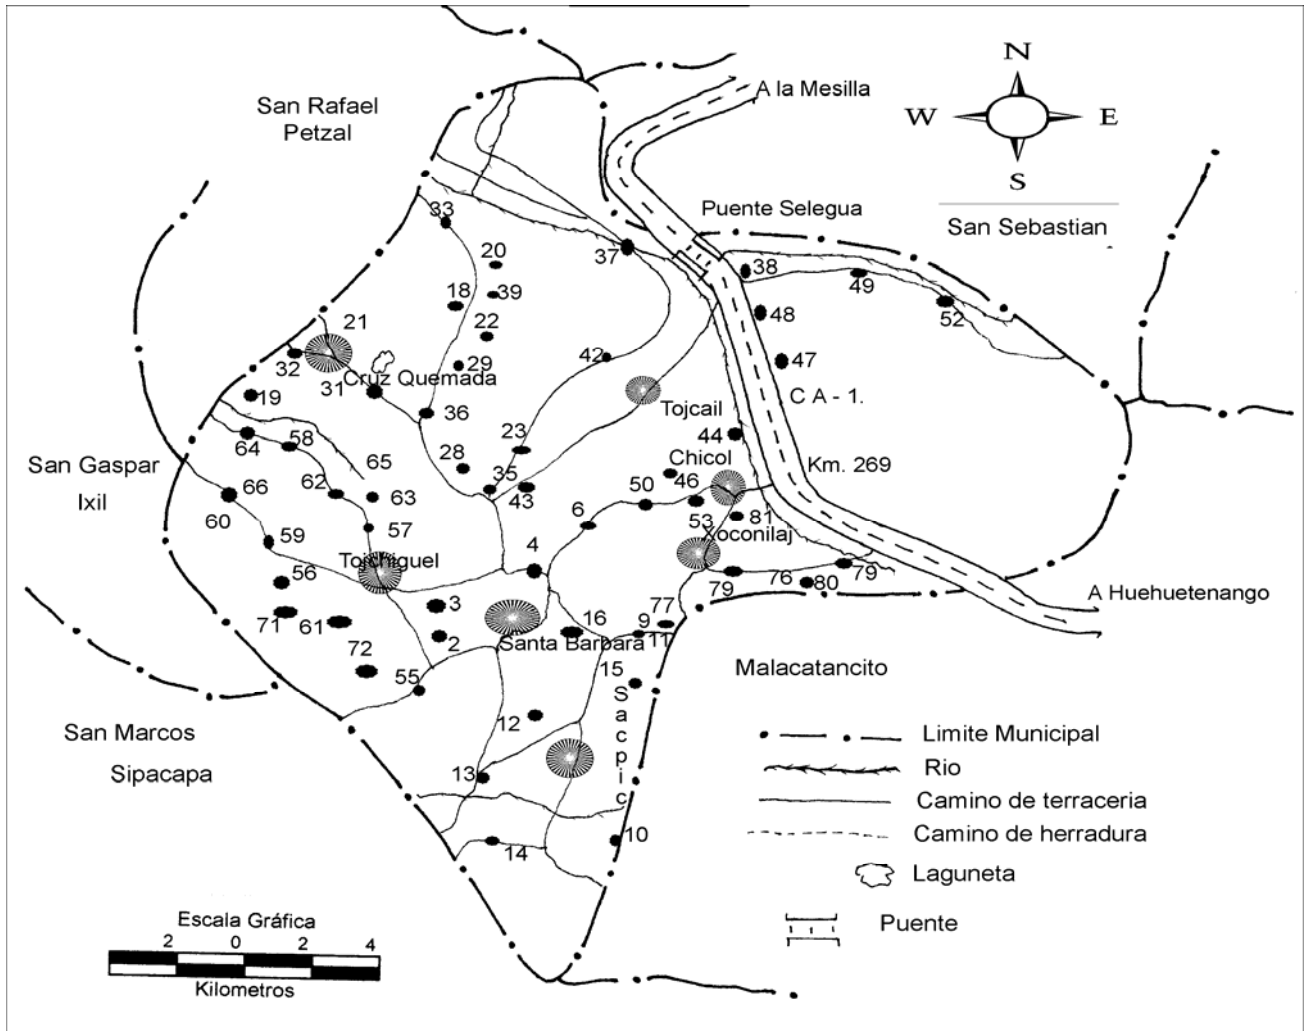 A la Mesilla
San Rafael
Petzal
N
W
E
S
Puente Selegua
San Sebastian
33
20
37
38
49
52
18
39
48
21
22
42
47
32
29
Cruz Quemada
31
C A - 1.
19
36
Tojcail
23
44
64
58
28
Chicol
San Gaspar
Ixil
65
35
Km. 269
66
62
63
43
50
46
60
57
6
53
81
59
Xoconilaj
4
Tojchiguel
56
79
76
80
79
A Huehuetenango
3
71
61
16
9
77
2
Santa Barbara
11
72
15
Malacatancito
55
Sacpic
12
San Marcos
Sipacapa
13
Limite Municipal
Rio
Camino de terraceria
10
14
Camino de herradura
Laguneta
Puente
Escala Gráfica
2 0 2 4
Kilometros